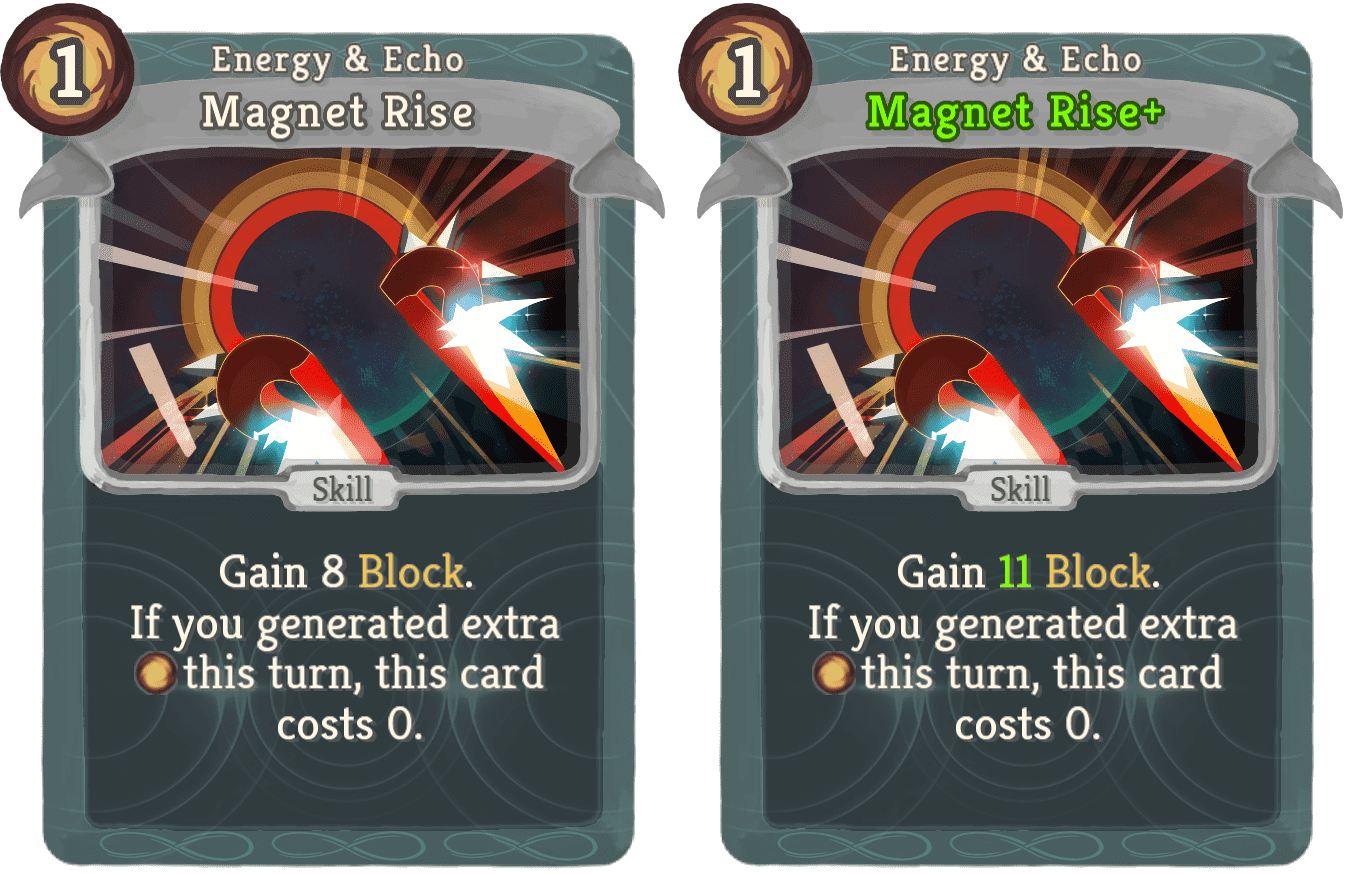 1
Energy & Echo
Magnet Rise
Skill
Gain 8 Block.
If you generated extra
this turn, this card
costs 0.
1
Energy & Echo
Magnet Rise+
Skill
Gain 11 Block.
If you generated extra
this turn, this card
costs 0.